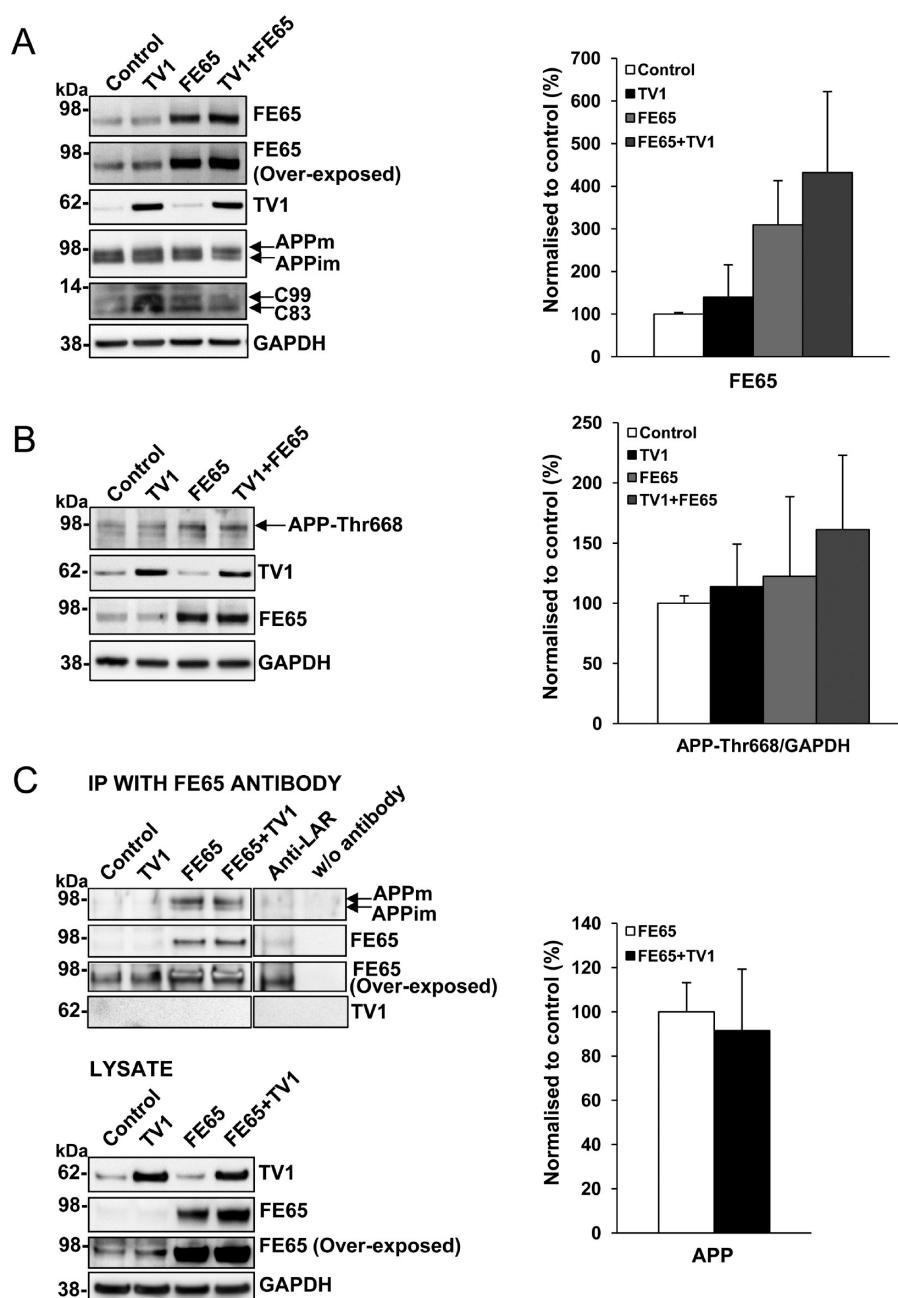 A
Control
TV1
FE65
TV1+FE65
kDa
98-
FE65
98-
FE65
(Over-exposed)
62-
TV1
98-
APPm
APPim
14-
C99
C83
38-
GAPDH
Normalised to control (%)
700
600
500
400
300
200
100
0
Control
TV1
FE65
FE65+TV1
FE65
B
Control
TV1
FE65
TV1+FE65
kDa
98-
APP-Thr668
62-
TV1
98-
FE65
38-
GAPDH
Normalised to control (%)
250
200
150
100
50
0
Control
TV1
FE65
TV1+FE65
APP-Thr668/GAPDH
C
IP WITH FE65 ANTIBODY
Control
TV1
FE65
FE65+TV1
Anti-LAR
w/o antibody
kDa
98-
APPm
APPim
98-
FE65
98-
FE65
(Over-exposed)
62-
TV1
LYSATE
Control
TV1
FE65
FE65+TV1
kDa
62-
TV1
98-
FE65
98-
FE65 (Over-exposed)
38-
GAPDH
Normalised to control (%)
140
120
100
80
60
40
20
0
FE65
FE65+TV1
APP